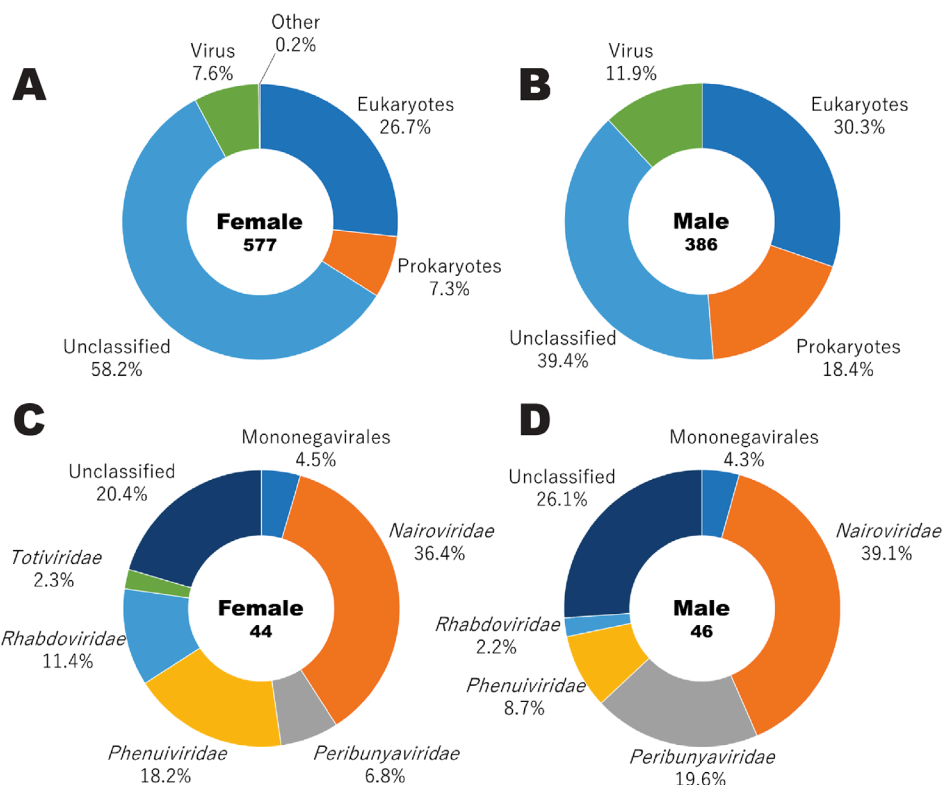 A
Other
0.2%
Virus
7.6%
Eukaryotes
26.7%
Female
577
Prokaryotes
7.3%
Unclassified
58.2%
B
Virus
11.9%
Eukaryotes
30.3%
Male
386
Unclassified
39.4%
Prokaryotes
18.4%
C
Mononegavirales
4.5%
Unclassified
20.4%
Nairoviridae
36.4%
Totiviridae
2.3%
Female
44
Rhabdoviridae
11.4%
Phenuiviridae
18.2%
Peribunyaviridae
6.8%
D
Mononegavirales
4.3%
Unclassified
26.1%
Nairoviridae
39.1%
Male
46
Rhabdoviridae
2.2%
Phenuiviridae
8.7%
Peribunyaviridae
19.6%